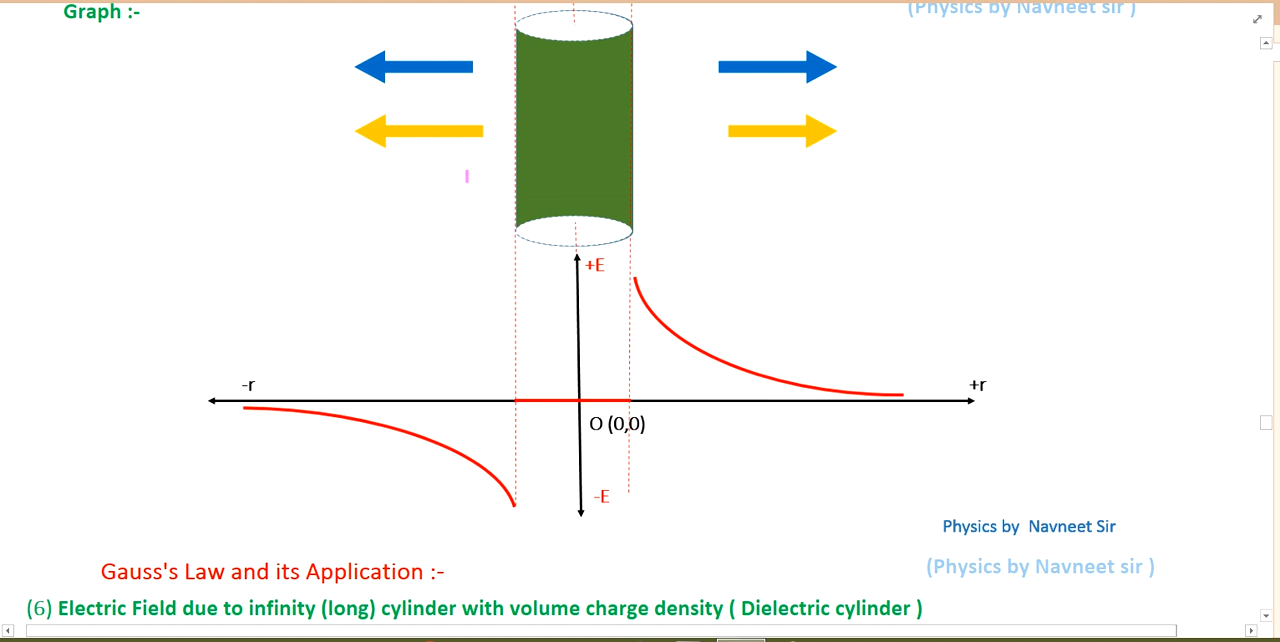 Graph :-
(Physics by Navneet sir )
+E
-r
+r
O (0,0)
-E
Physics by Navneet Sir
Gauss's Law and its Application :-
(Physics by Navneet sir )
(6) Electric Field due to infinity (long) cylinder with volume charge density ( Dielectric cylinder )